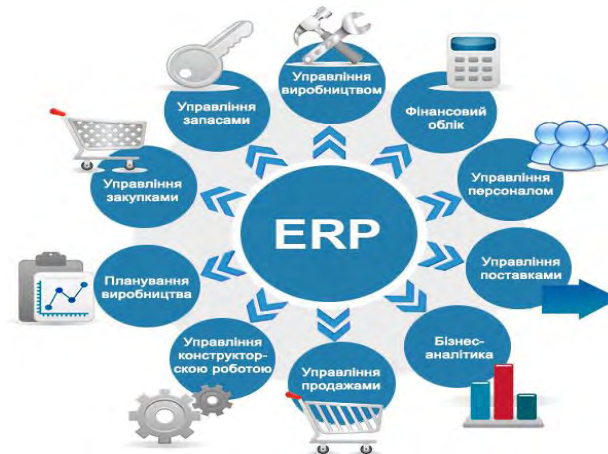 Управління
виробництвом
Фінансовий
облік
Управління
персоналом
Управління
поставками
Бізнес-
аналітика
Управління
продажами
Управління
конструктор-
скою роботою
Планування
виробництва
Управління
закупками
Управління
запасами
ERP